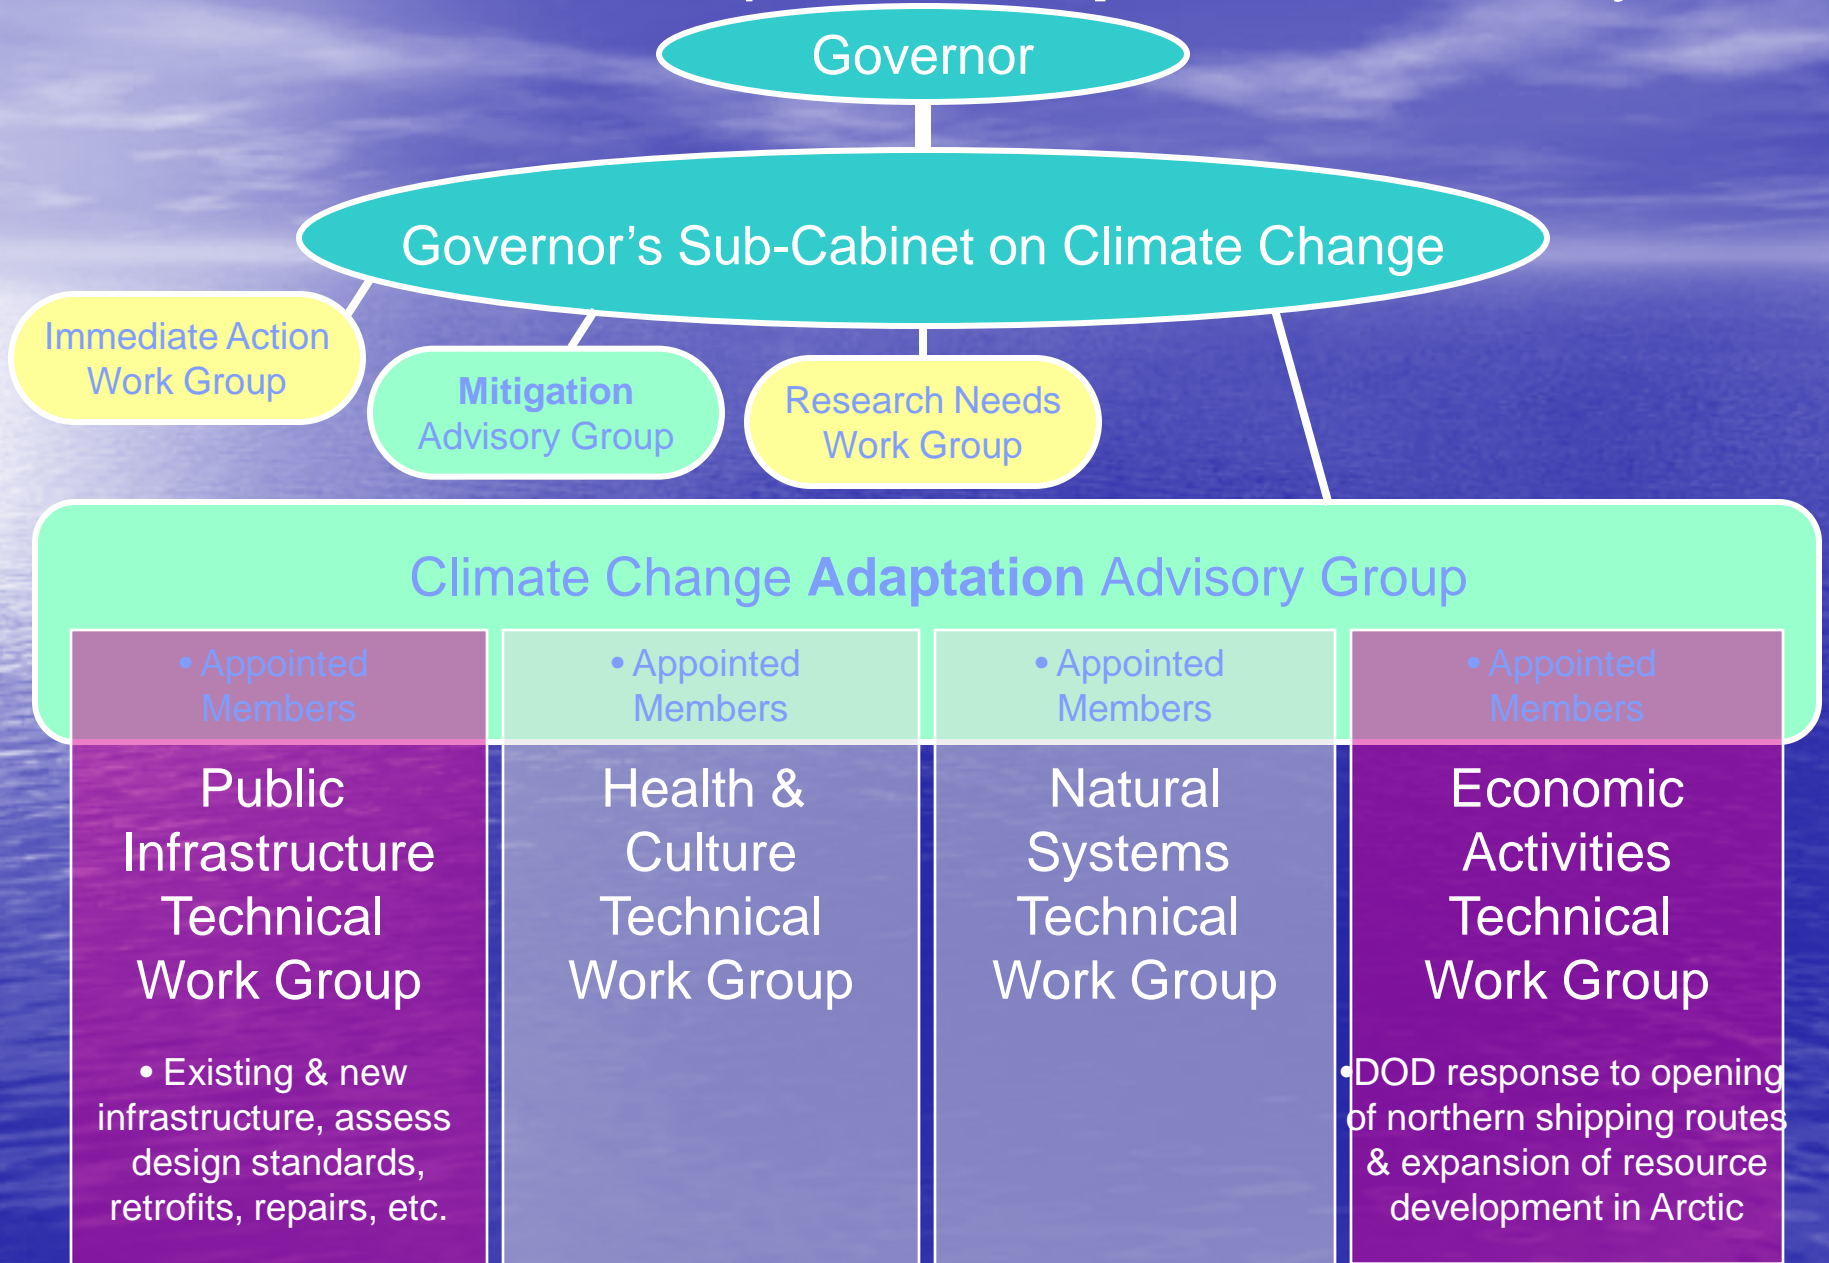 Governor
Governor’s Sub-Cabinet on Climate Change
Immediate Action
Work Group
Mitigation
Advisory Group
Research Needs
Work Group
Climate Change Adaptation Advisory Group
• Appointed
Members
Public
Infrastructure
Technical
Work Group
• Existing & new
infrastructure, assess
design standards,
retrofits, repairs, etc.
• Appointed
Members
Health &
Culture
Technical
Work Group
• Appointed
Members
Natural
Systems
Technical
Work Group
• Appointed
Members
Economic
Activities
Technical
Work Group
•DOD response to opening
of northern shipping routes
& expansion of resource
development in Arctic